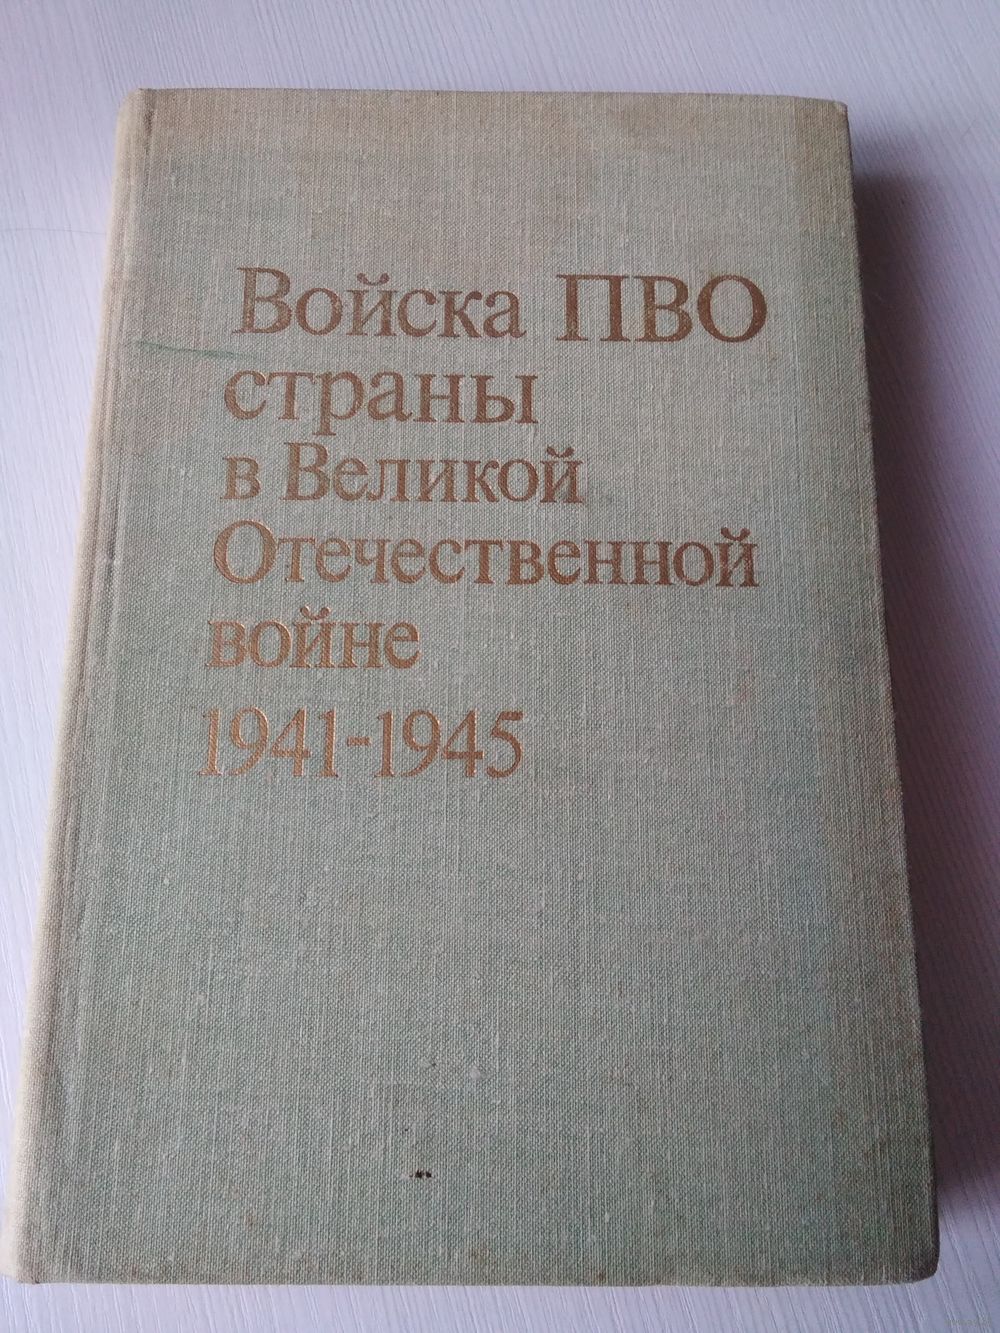 Войска ПВО
страны
в Великой
Отечественной
войне
1941-1945